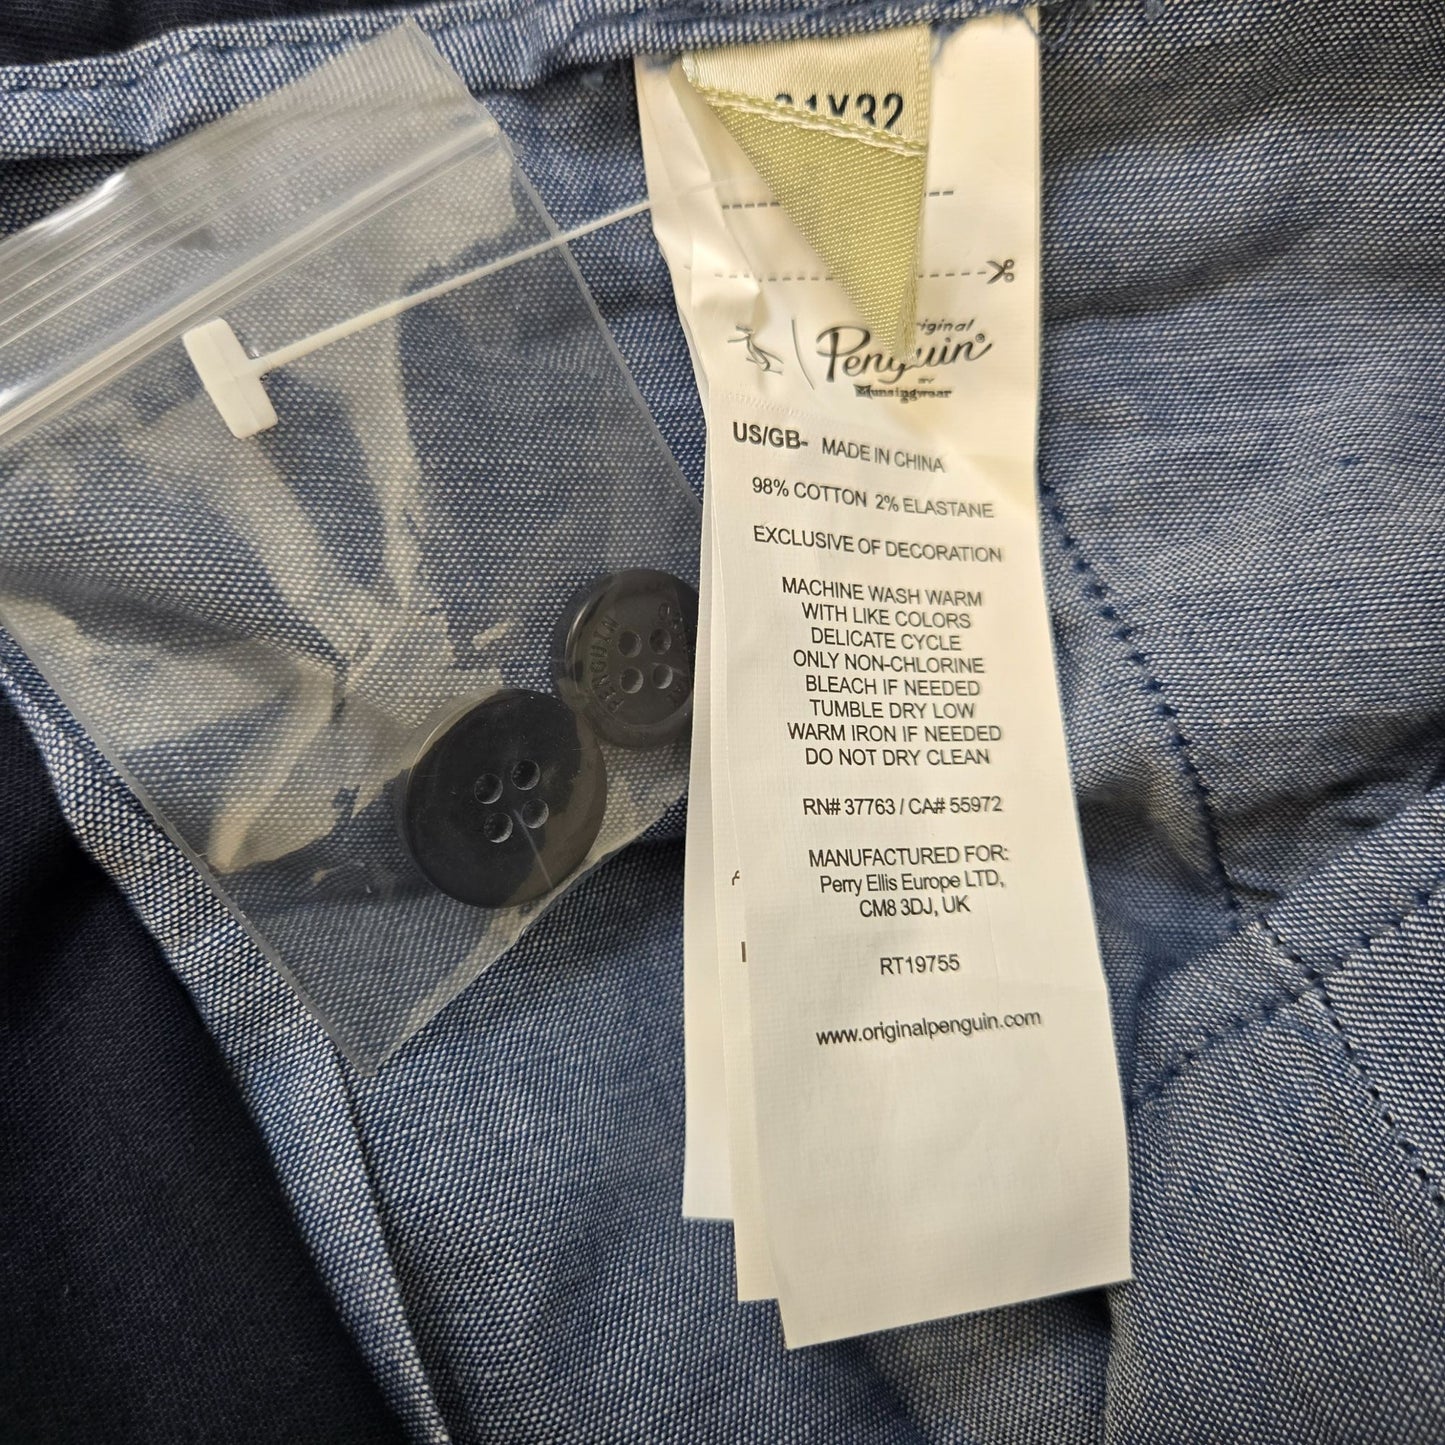 X32
Original
Penguin®
BY
Munsingwear
US/GB- MADE IN CHINA
98% COTTON 2% ELASTANE
EXCLUSIVE OF DECORATION
MACHINE WASH WARM
WITH LIKE COLORS
DELICATE CYCLE
ONLY NON-CHLORINE
BLEACH IF NEEDED
TUMBLE DRY LOW
WARM IRON IF NEEDED
DO NOT DRY CLEAN
RN# 37763 / CA# 55972
MANUFACTURED FOR:
Perry Ellis Europe LTD,
CM8 3DJ, UK
RT19755
www.originalpenguin.com
PENGUIN